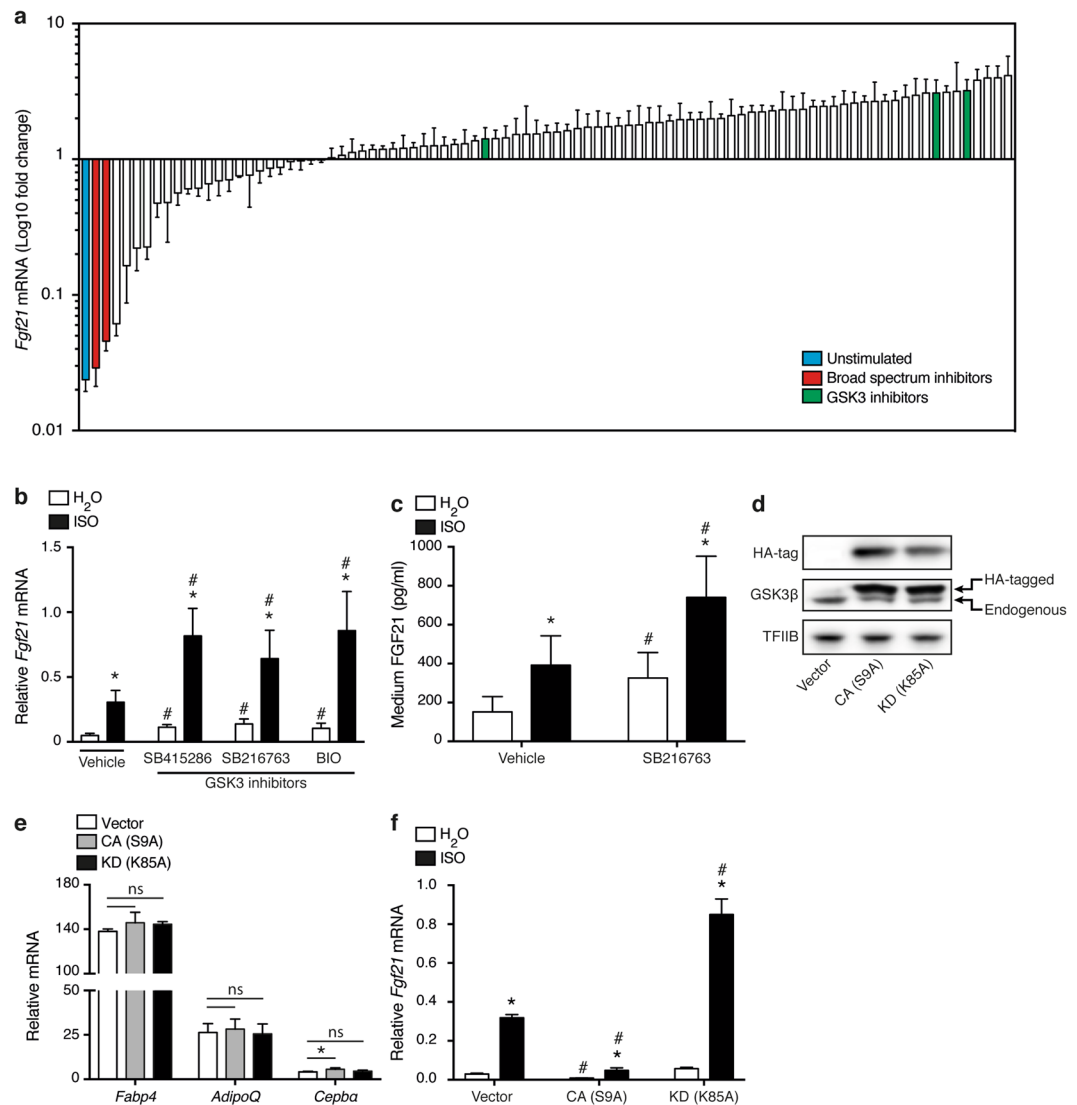 a
10
1
0.1
0.01
Fgf21 mRNA (Log10 fold change)
Unstimulated
Broad spectrum inhibitors
GSK3 inhibitors
b
H2O
ISO
1.5
1.0
0.5
0
Relative Fgf21 mRNA
*
#
#
*
#
#
*
#
#
*
Vehicle
SB415286 SB216763 BIO
GSK3 inhibitors
c
H2O
ISO
1000
800
600
400
200
0
Medium FGF21 (pg/ml)
*
#
#
*
Vehicle
SB216763
d
HA-tag
GSK3β
TFIIB
HA-tagged
Endogenous
Vector
CA (S9A)
KD (K85A)
e
Vector
CA (S9A)
KD (K85A)
180
140
100
50
25
0
Relative mRNA
ns
ns
ns
*
Fabp4
AdipoQ
Cepbα
f
H2O
ISO
1.0
0.8
0.6
0.4
0.2
0.0
Relative Fgf21 mRNA
*
#
#
*
#
*
Vector
CA (S9A)
KD (K85A)